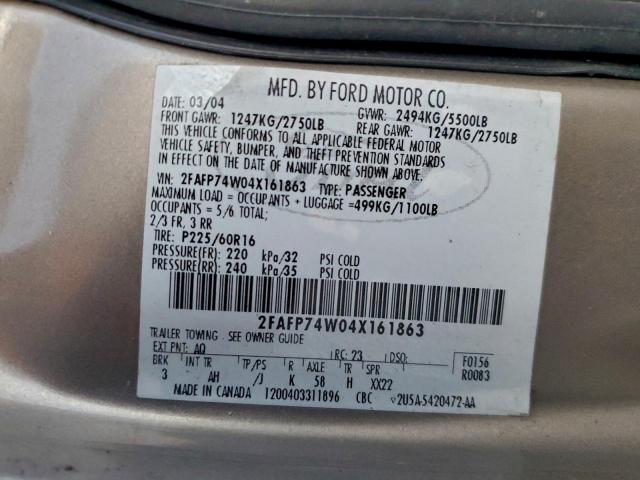 MFD. BY FORD MOTOR CO.
DATE: 03/04 GVWR: 2494KG/5500LB
FRONT GAWR: 1247KG/2750LB REAR GAWR: 1247KG/2750LB
THIS VEHICLE CONFORMS TO ALL APPLICABLE FEDERAL MOTOR
VEHICLE SAFETY, BUMPER, AND THEFT PREVENTION STANDARDS
IN EFFECT ON THE DATE OF MANUFACTURE SHOWN ABOVE.
VIN: 2FAFP74W04X161863 TYPE: PASSENGER
MAXIMUM LOAD = OCCUPANTS + LUGGAGE = 499KG/1100LB
OCCUPANTS = 5/6 TOTAL;
2/3 FR, 3 RR
TIRE: P225/60R16
PRESSURE(FR) 220 kPa/32 PSI COLD
PRESSURE(RR) 240 kPa/35 PSI COLD
2FAFP74W04X161863
TRAILER TOWING - SEE OWNER GUIDE
EXT PNT: AQ RC: 23 DSO: F0156
BRK INT TR TP/PS R AXLE TR SPR R0083
3 AH /J K 58 H XX22
MADE IN CANADA 1200403311896 CBC 2U5A-5420472-AA